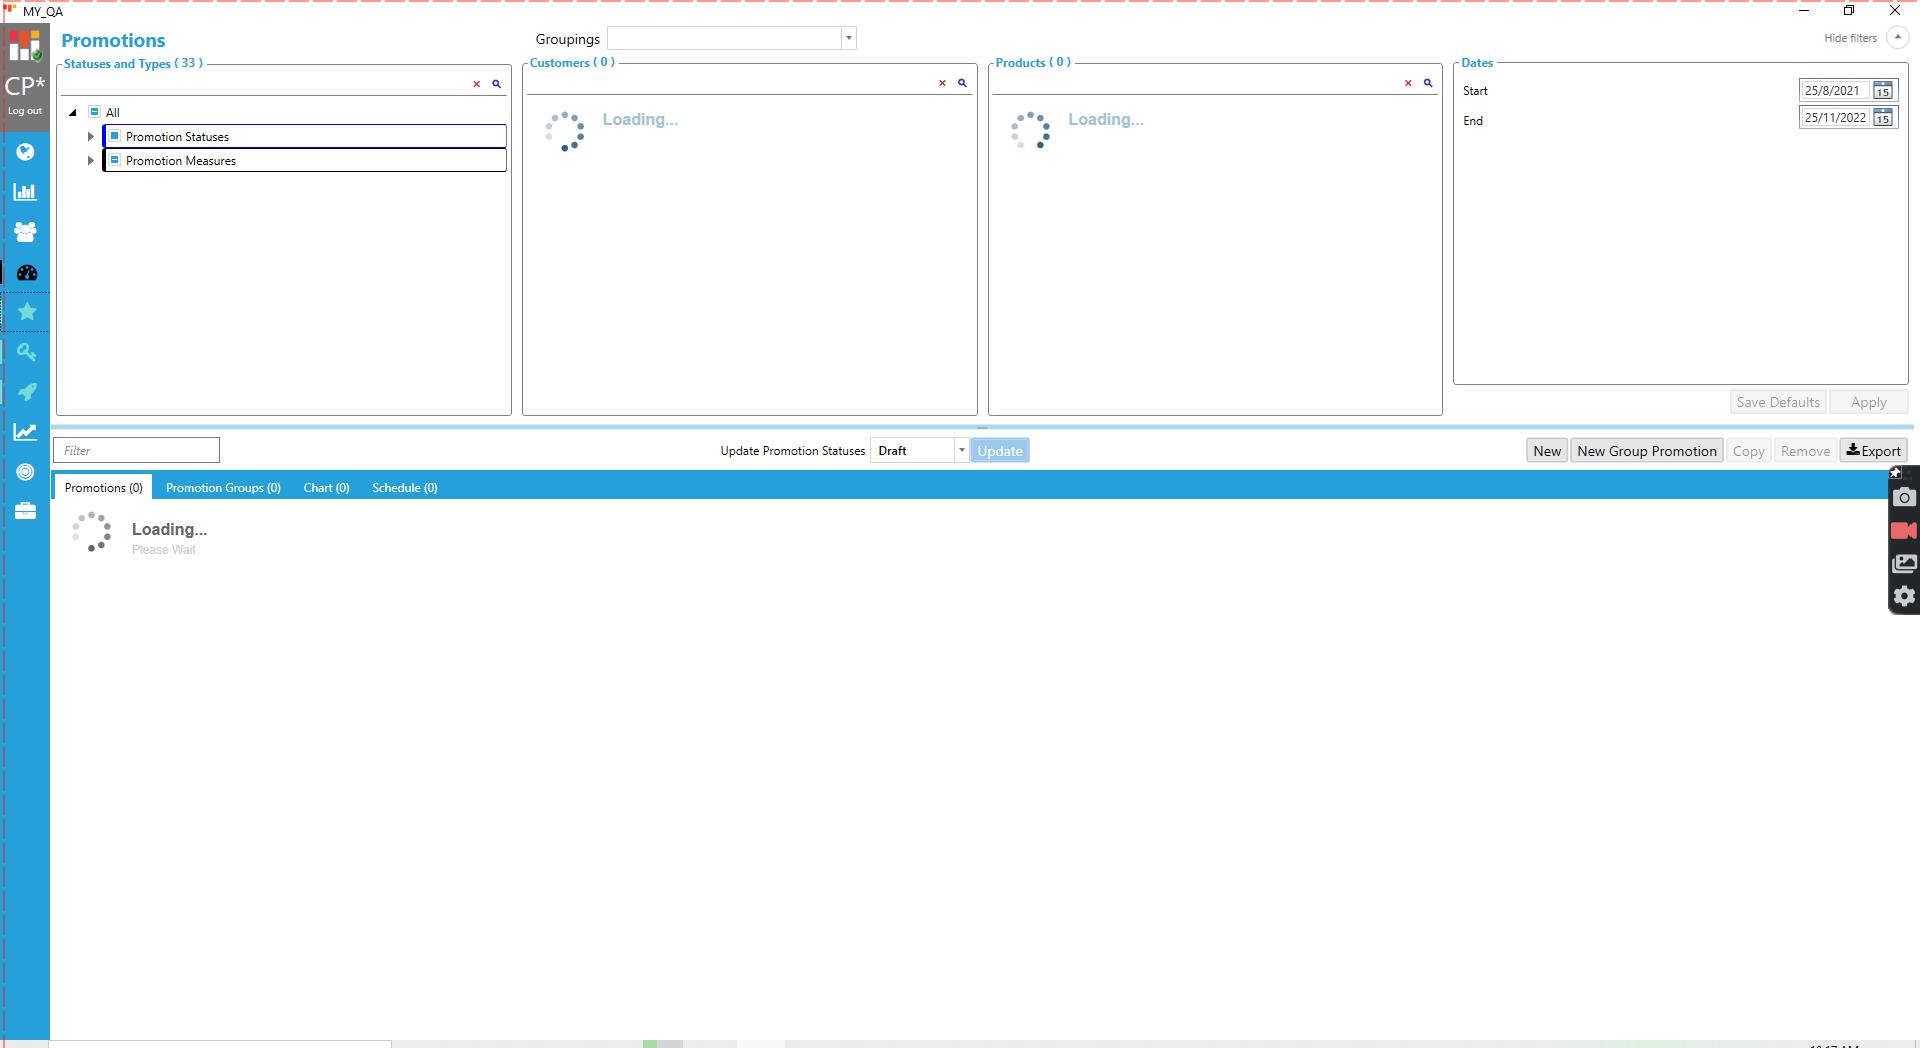 MY_QA
CP*
Log out
Promotions
Groupings
Hide filters
Statuses and Types ( 33 )
All
Promotion Statuses
Promotion Measures
Customers ( 0 )
Loading...
Products ( 0 )
Loading...
Dates
Start
25/8/2021
15
End
25/11/2022
15
Save Defaults
Apply
Filter
Update Promotion Statuses
Draft
Update
New
New Group Promotion
Copy
Remove
Export
Promotions (0)
Promotion Groups (0)
Chart (0)
Schedule (0)
Loading...
Please Wait